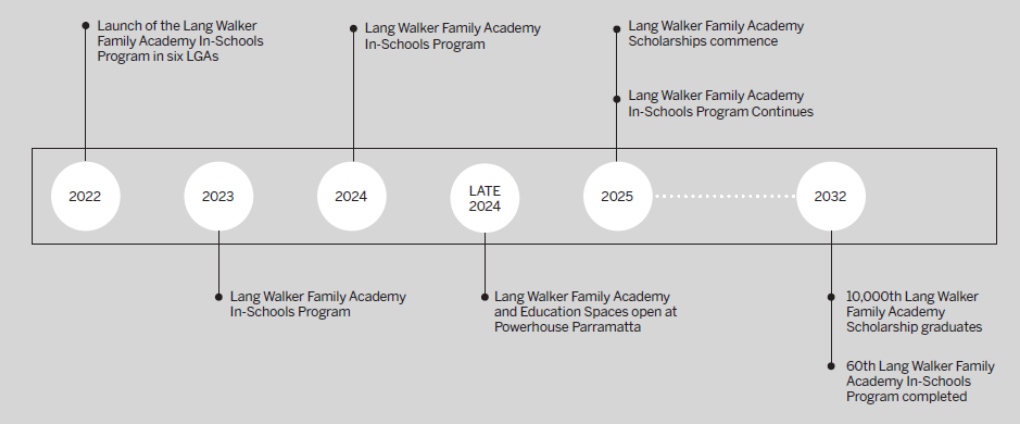 Launch of the Lang Walker
Family Academy In-Schools
Program in six LGAs
Lang Walker Family Academy
In-Schools Program
Lang Walker Family Academy
Scholarships commence
Lang Walker Family Academy
In-Schools Program Continues
2022
2023
2024
LATE
2024
2025
2032
Lang Walker Family Academy
In-Schools Program
Lang Walker Family Academy
and Education Spaces open at
Powerhouse Parramatta
10,000th Lang Walker
Family Academy
Scholarship graduates
60th Lang Walker Family
Academy In-Schools
Program completed